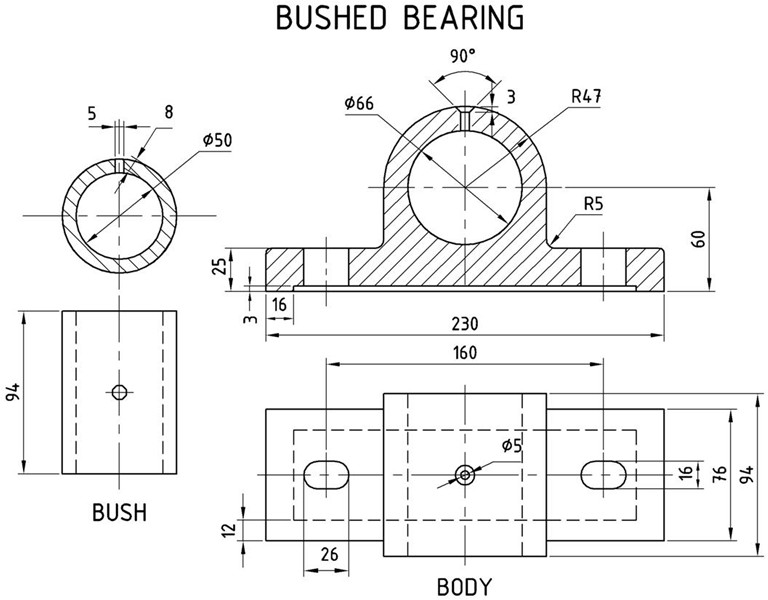 BUSHED BEARING
90°
3
Ø66
R47
5
8
Ø50
R5
60
25
3
16
230
160
94
Ø5
16
76
94
12
26
BUSH
BODY